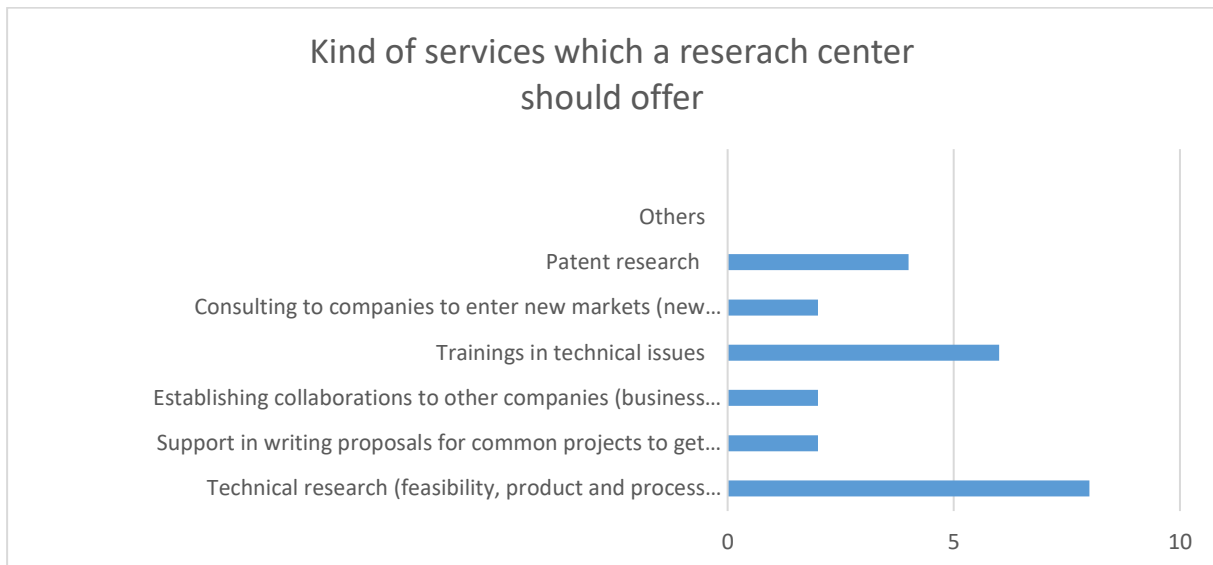 Kind of services which a reserach center
should offer
Others
Patent research
Consulting to companies to enter new markets (new...
Trainings in technical issues
Establishing collaborations to other companies (business...
Support in writing proposals for common projects to get...
Technical research (feasibility, product and process...
0 5 10